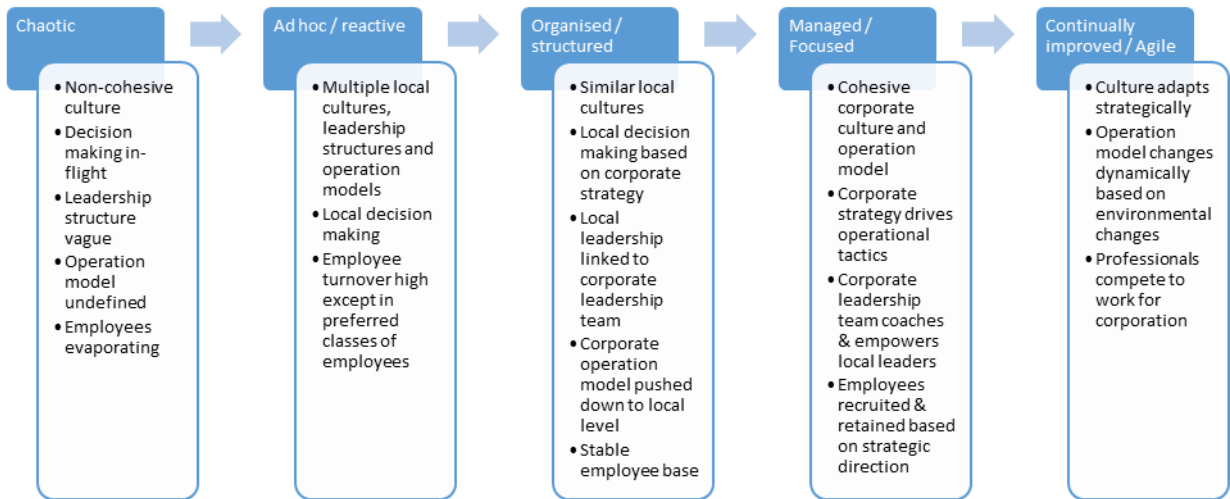 Chaotic
• Non-cohesive
culture
• Decision
making in-
flight
• Leadership
structure
vague
• Operation
model
undefined
• Employees
evaporating
Ad hoc / reactive
• Multiple local
cultures,
leadership
structures and
operation
models
• Local decision
making
• Employee
turnover high
except in
preferred
classes of
employees
Organised /
structured
• Similar local
cultures
• Local decision
making based
on corporate
strategy
• Local
leadership
linked to
corporate
leadership
team
• Corporate
operation
model pushed
down to local
level
• Stable
employee base
Managed /
Focused
• Cohesive
corporate
culture and
operation
model
• Corporate
strategy drives
operational
tactics
• Corporate
leadership
team coaches
& empowers
local leaders
• Employees
recruited &
retained based
on strategic
direction
Continually
improved / Agile
• Culture adapts
strategically
• Operation
model changes
dynamically
based on
environmental
changes
• Professionals
compete to
work for
corporation